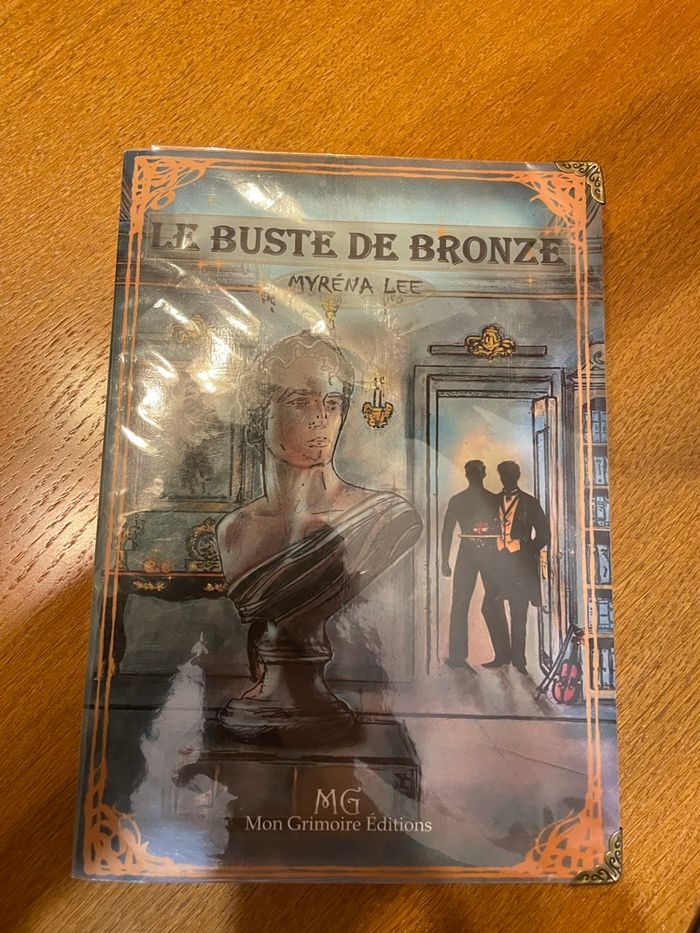 LE BUSTE DE BRONZE
MYRÉNA LEE
MG
Mon Grimoire Éditions